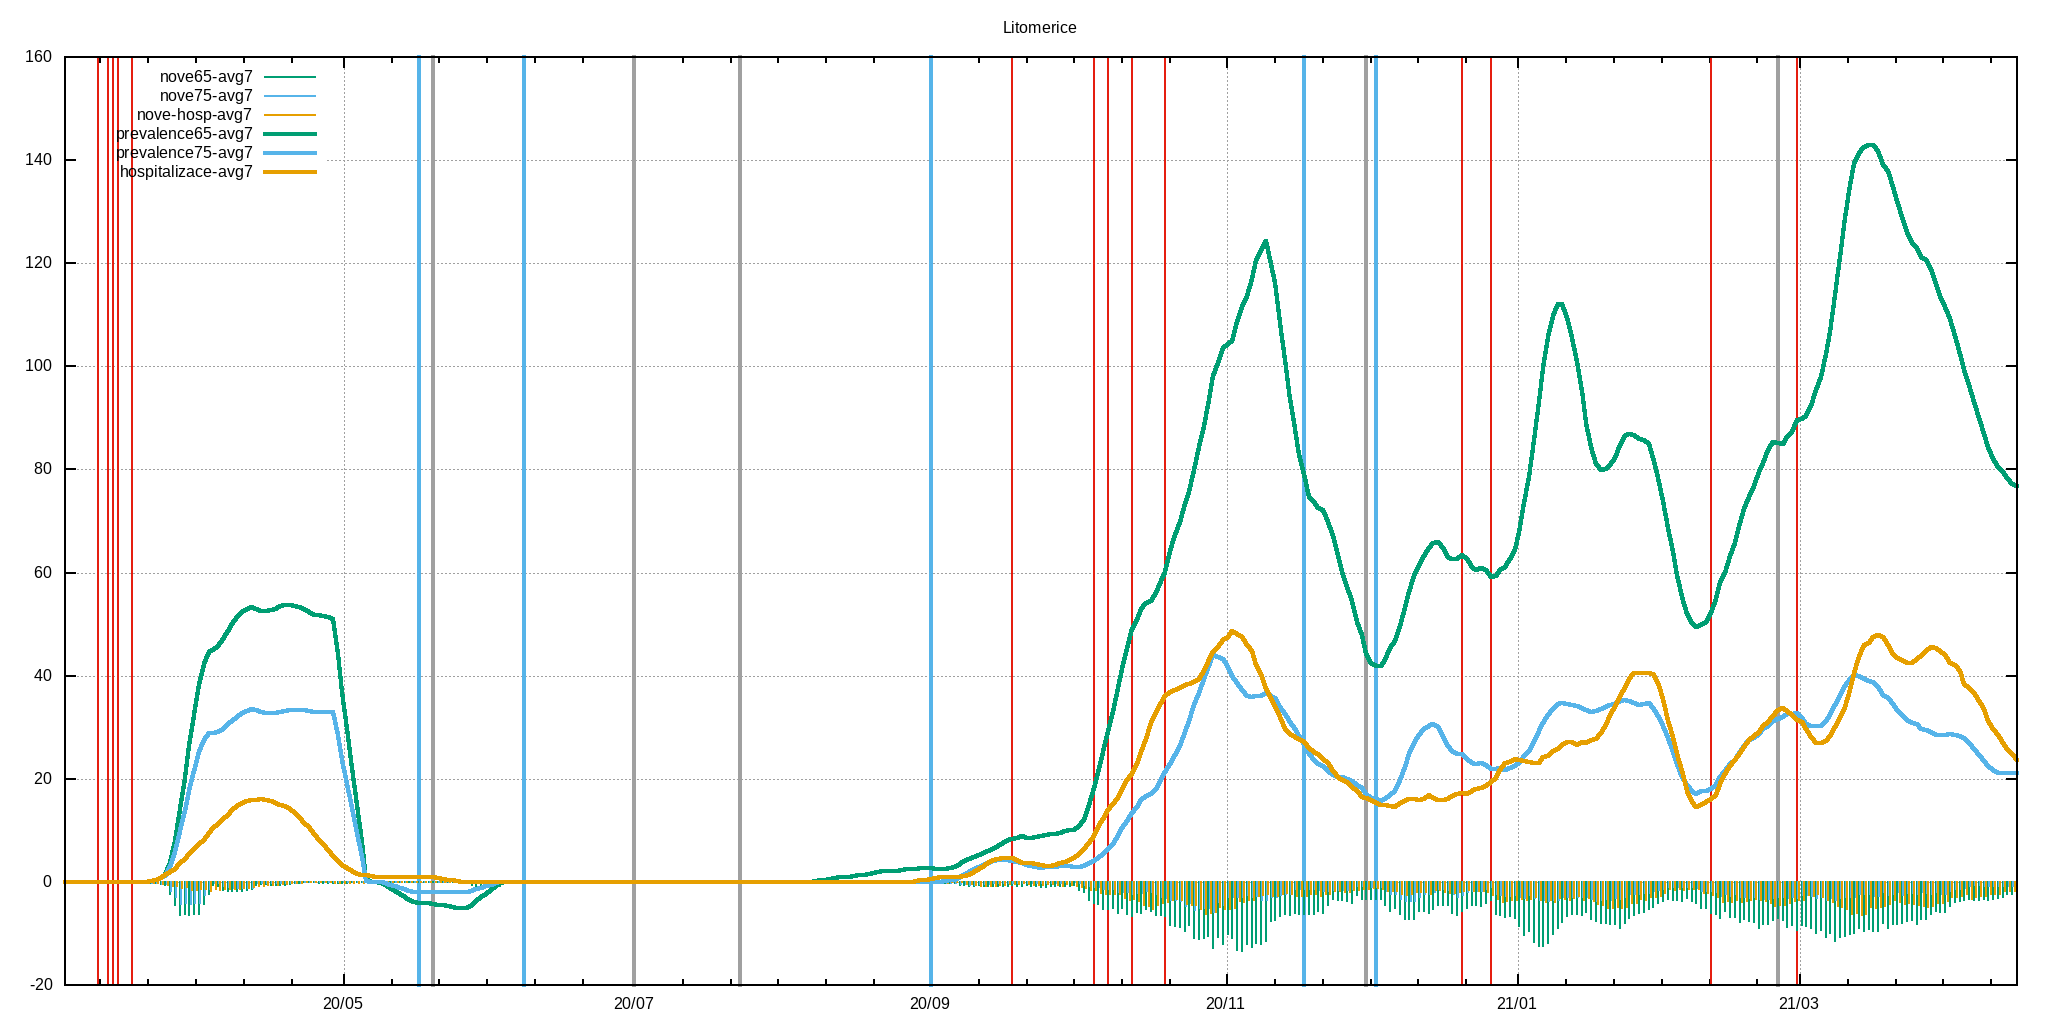 Litomerice
160
140
120
100
80
60
40
20
0
-20
nove65-avg7
nove75-avg7
nove-hosp-avg7
prevalence65-avg7
prevalence75-avg7
hospitalizace-avg7
20/05
20/07
20/09
20/11
21/01
21/03